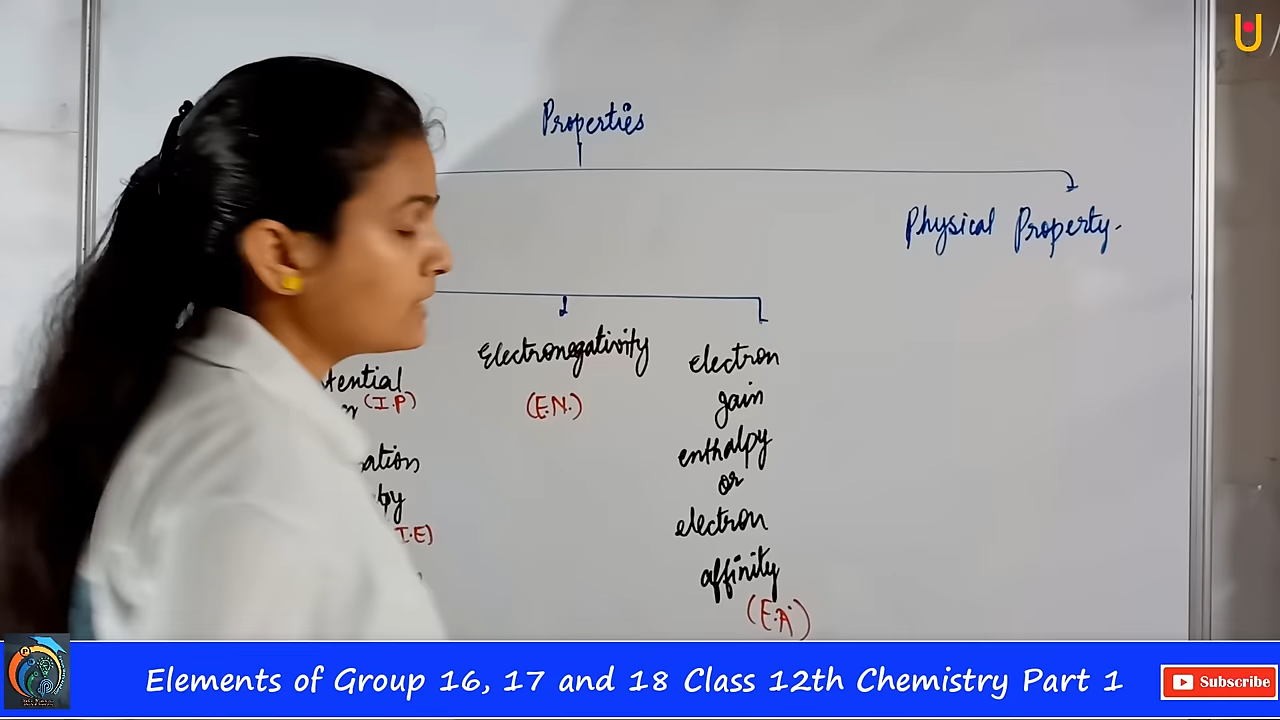 Properties
Physical Property.
Electronegativity
(E.N.)
electron
gain
enthalpy
or
electron
affinity
(E.A.)
(I.P)
I.E)
Elements of Group 16, 17 and 18 Class 12th Chemistry Part 1
Subscribe